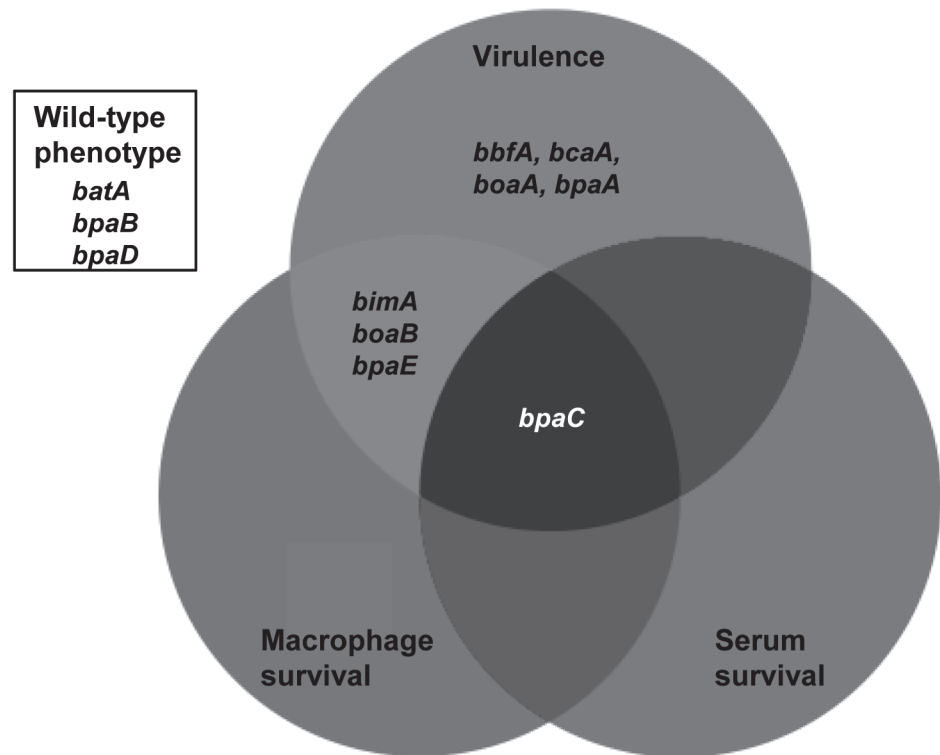 Virulence
Wild-type
phenotype
batA
bpaB
bpaD
bbfA, bcaA,
boaA, bpaA
bimA
boaB
bpaE
bpaC
Macrophage
survival
Serum
survival